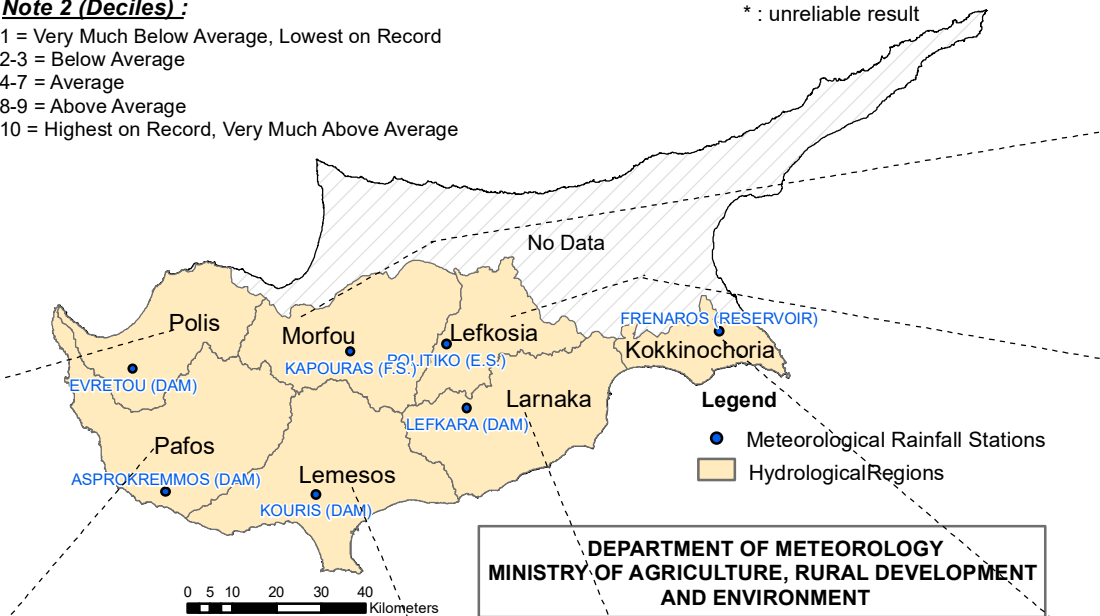 Note 2 (Deciles) :
1 = Very Much Below Average, Lowest on Record
2-3 = Below Average
4-7 = Average
8-9 = Above Average
10 = Highest on Record, Very Much Above Average
* : unreliable result
No Data
FRENAROS (RESERVOIR)
Polis
Morfou
Lefkosia
Kokkinochoria
KAPOURAS (F.S.)
POLITIKO (E.S.)
EVRETOU (DAM)
Larnaka
Legend
LEFKARA (DAM)
Meteorological Rainfall Stations
Pafos
HydrologicalRegions
ASPROKREMMOS (DAM)
Lemesos
KOURIS (DAM)
DEPARTMENT OF METEOROLOGY
MINISTRY OF AGRICULTURE, RURAL DEVELOPMENT
AND ENVIRONMENT
0 5 10 20 30 40
Kilometers